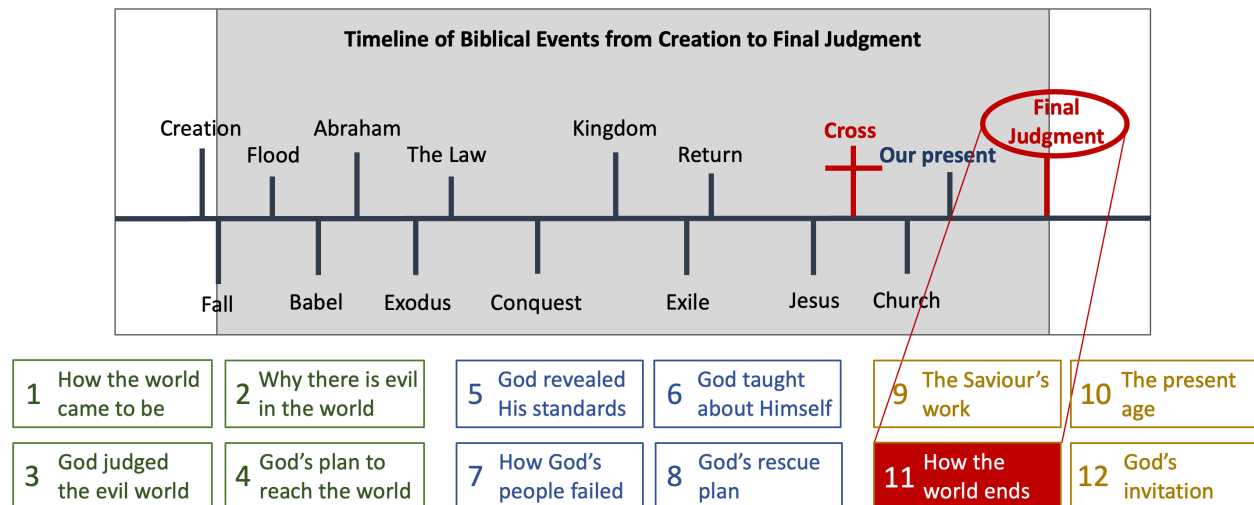 Timeline of Biblical Events from Creation to Final Judgment
Creation
Flood
Abraham
The Law
Kingdom
Return
Cross
Our present
Final
Judgment
Fall
Babel
Exodus
Conquest
Exile
Jesus
Church
1 How the world
came to be
2 Why there is evil
in the world
5 God revealed
His standards
6 God taught
about Himself
9 The Saviour’s
work
10 The present
age
3 God judged
the evil world
4 God’s plan to
reach the world
7 How God’s
people failed
8 God’s rescue
plan
11 How the
world ends
12 God’s
invitation